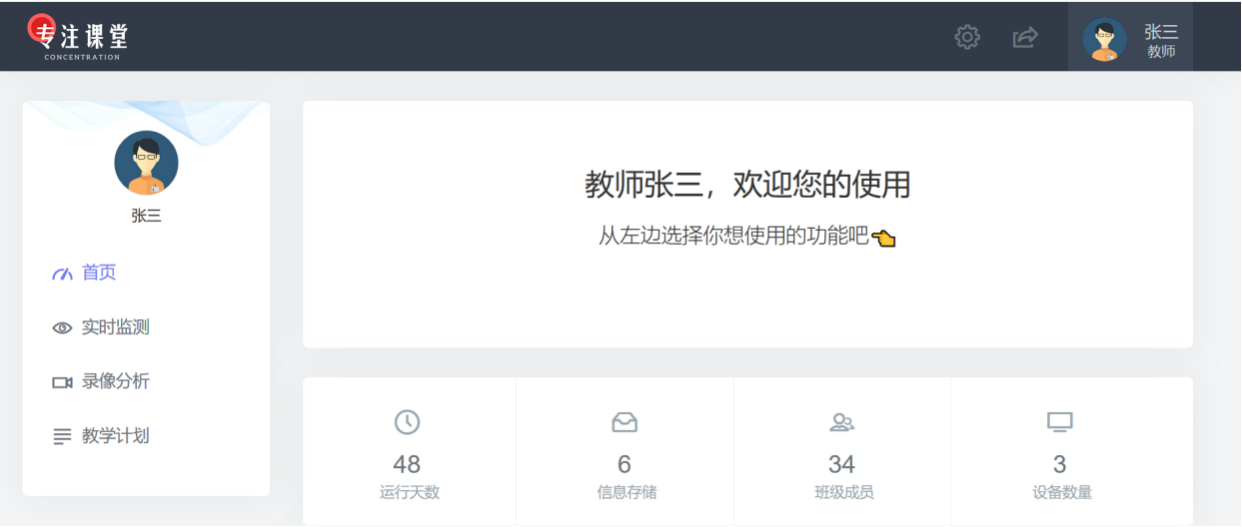 专注课堂
CONCENTRATION
张三
教师
张三
首页
实时监测
录像分析
教学计划
教师张三，欢迎您的使用
从左边选择你想使用的功能吧👈
48
运行天数
6
信息存储
34
班级成员
3
设备数量